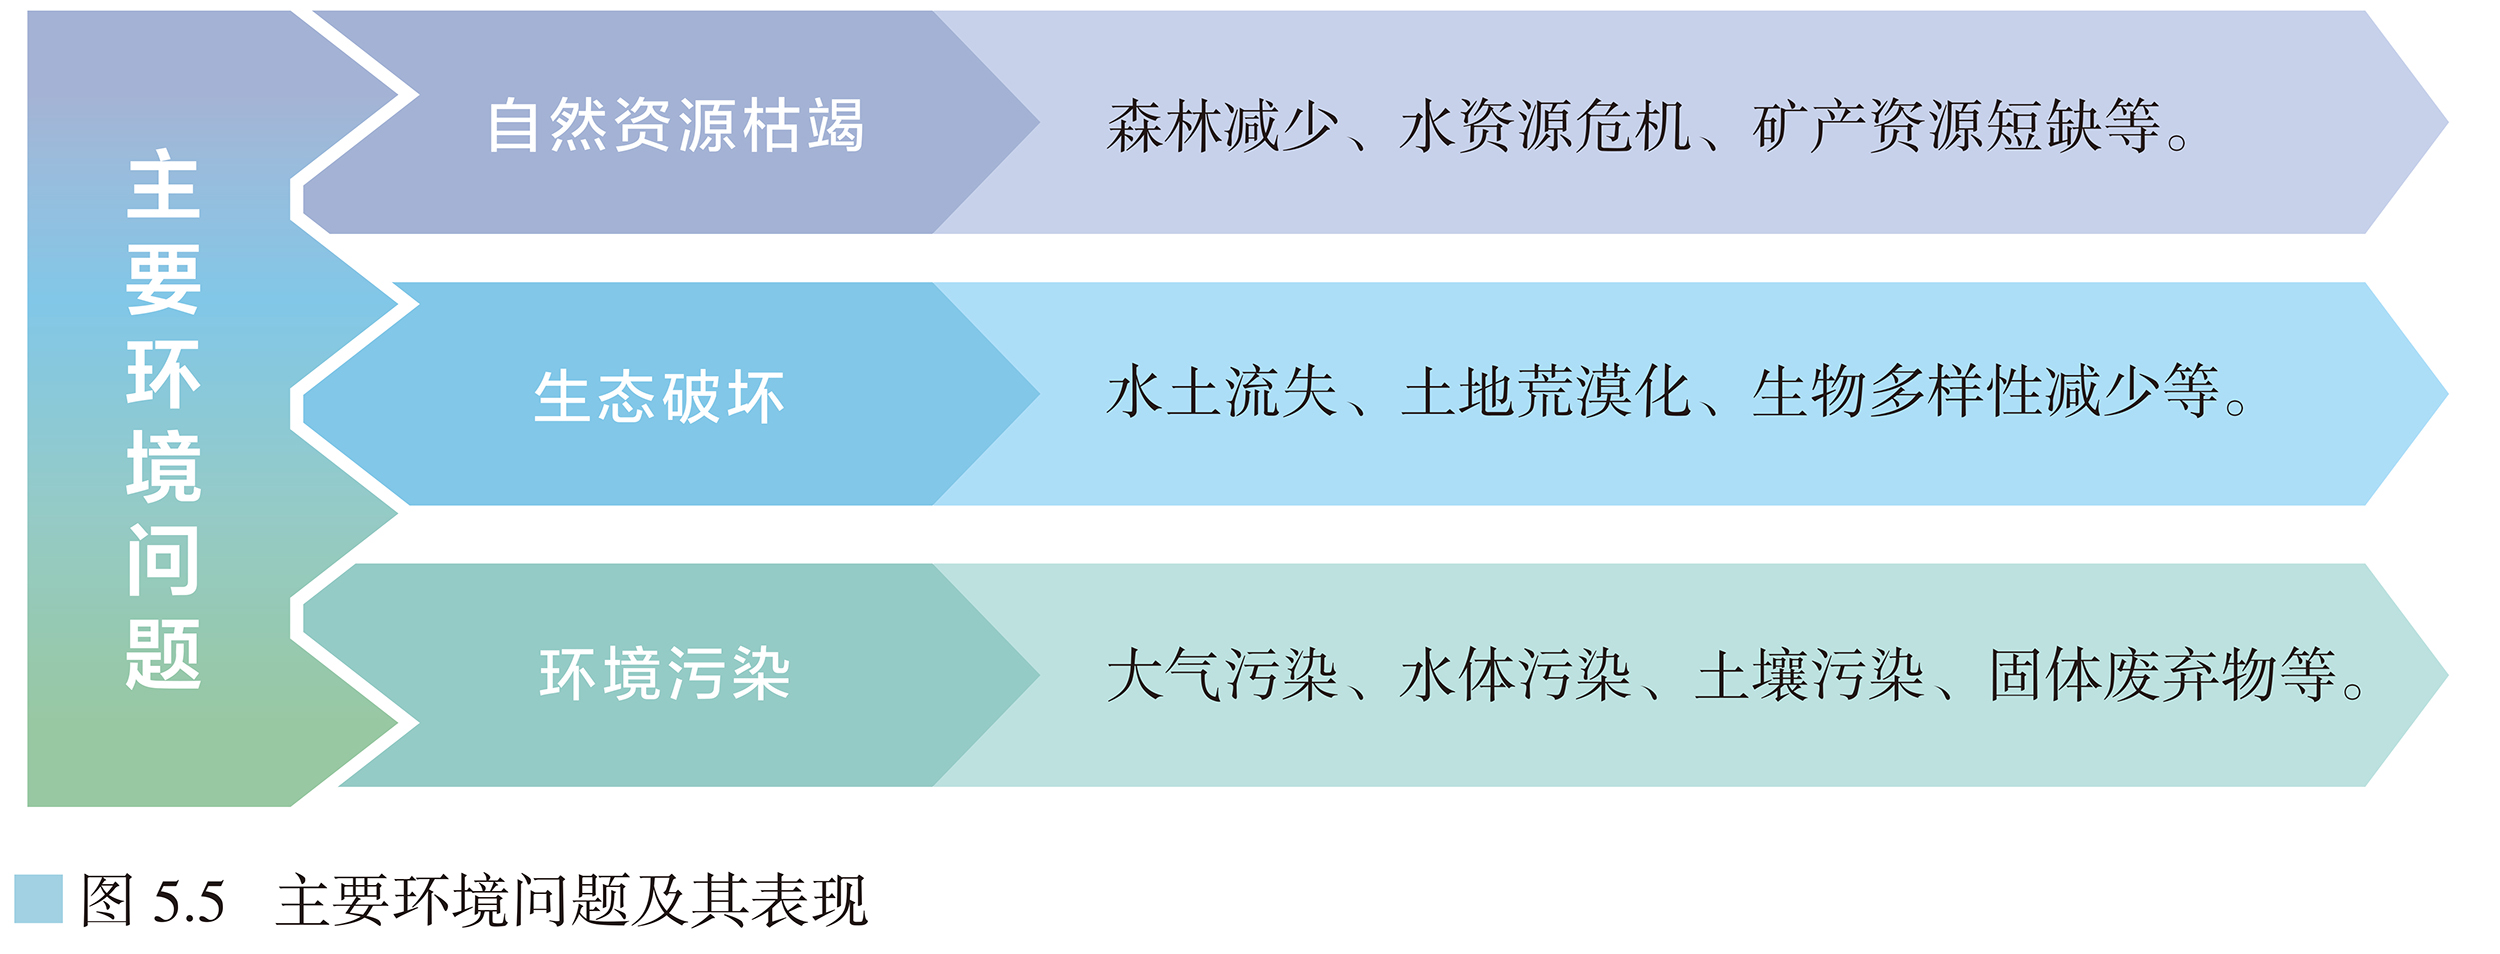 主要环境问题
自然资源枯竭
森林减少、水资源危机、矿产资源短缺等。
生态破坏
水土流失、土地荒漠化、生物多样性减少等。
环境污染
大气污染、水体污染、土壤污染、固体废弃物等。
图 5.5 主要环境问题及其表现